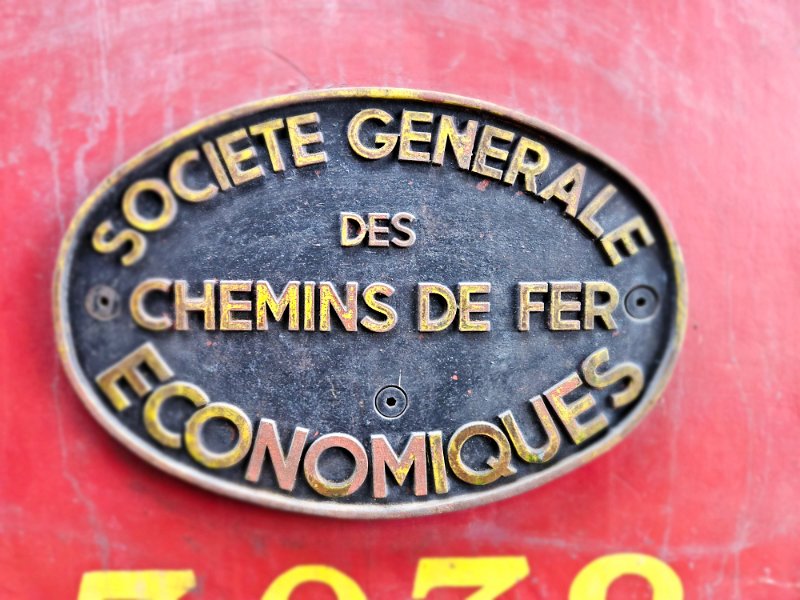 SOCIETE GENERALE
DES
CHEMINS DE FER
ECONOMIQUES